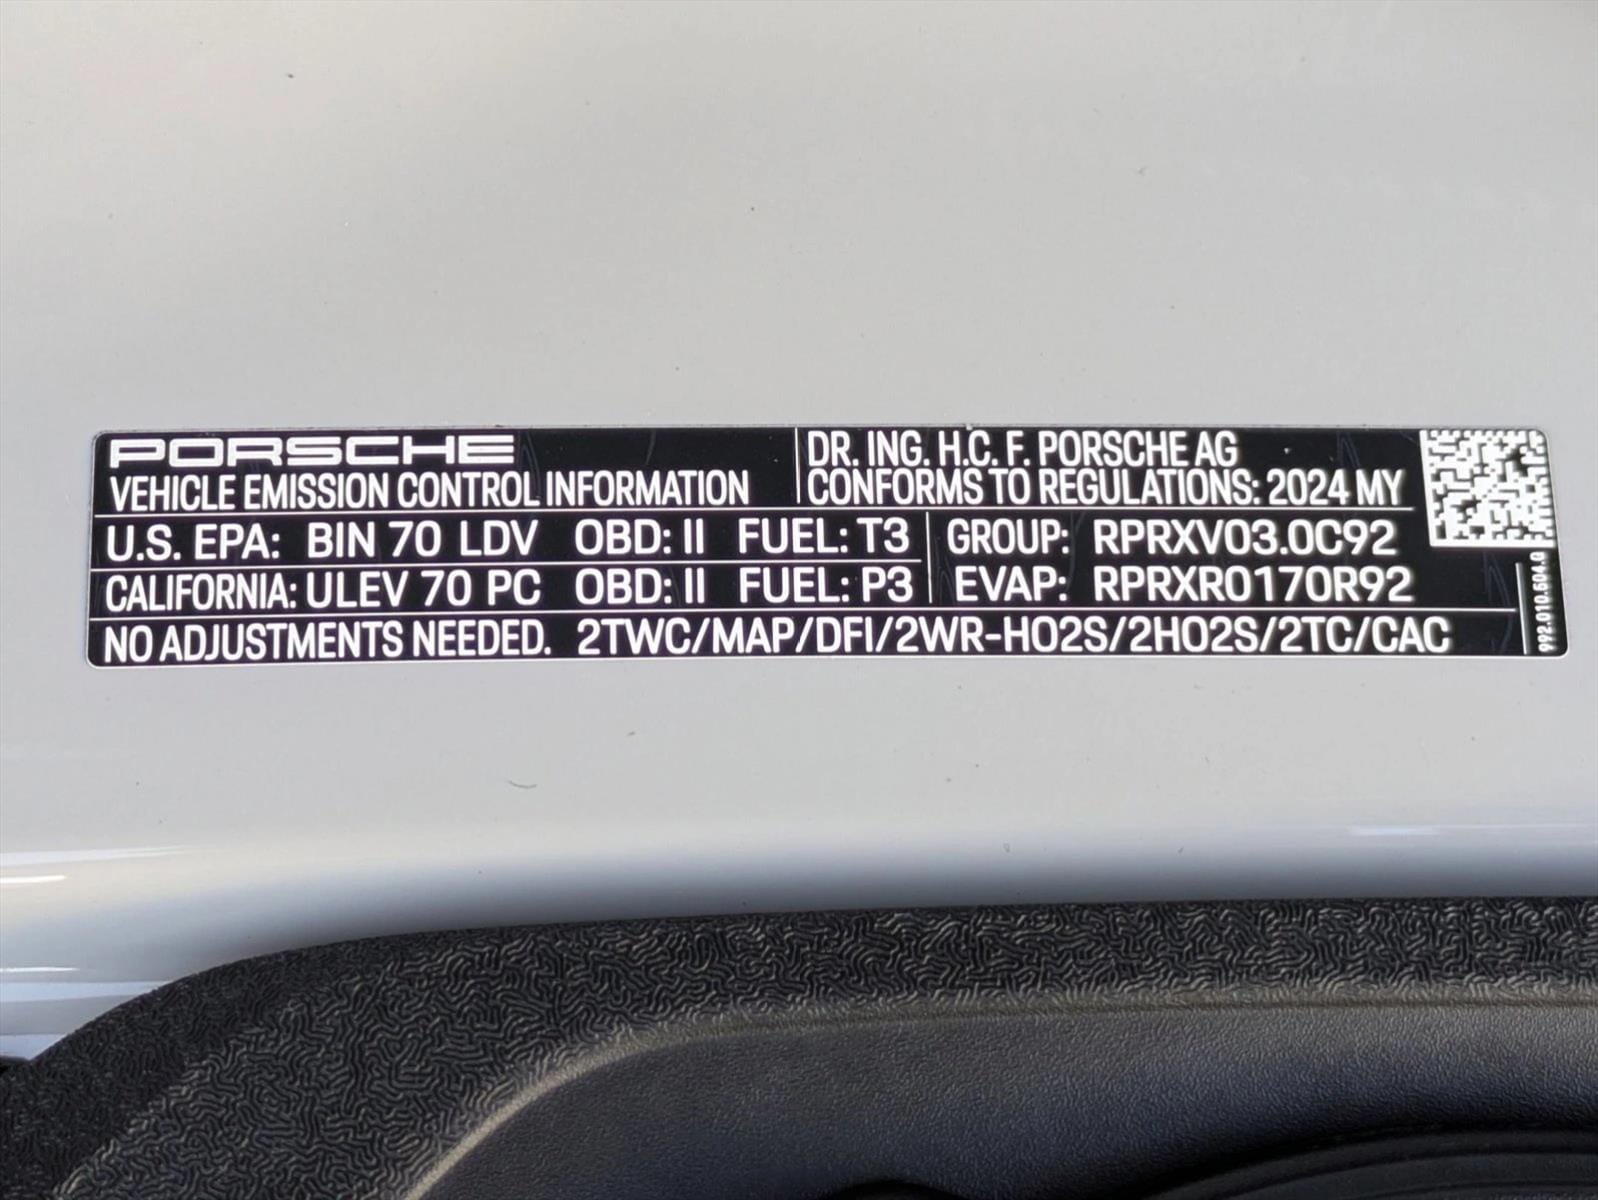 PORSCHE
VEHICLE EMISSION CONTROL INFORMATION
DR. ING. H.C. F. PORSCHE AG
CONFORMS TO REGULATIONS: 2024 MY
U.S. EPA: BIN 70 LDV OBD: II FUEL: T3
GROUP: RPRXV03.0C92
CALIFORNIA: ULEV 70 PC OBD: II FUEL: P3
EVAP: RPRXR0170R92
NO ADJUSTMENTS NEEDED. 2TWC/MAP/DFI/2WR-HO2S/2HO2S/2TC/CAC
992.010.504.Q